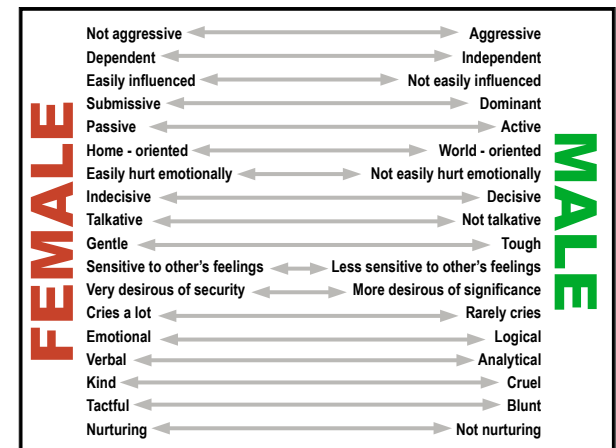 FEMALE
Not aggressive Aggressive
Dependent Independent
Easily influenced Not easily influenced
Submissive Dominant
Passive Active
Home - oriented World - oriented
Easily hurt emotionally Not easily hurt emotionally
Indecisive Decisive
Talkative Not talkative
Gentle Tough
Sensitive to other's feelings Less sensitive to other's feelings
Very desirous of security More desirous of significance
Cries a lot Rarely cries
Emotional Logical
Verbal Analytical
Kind Cruel
Tactful Blunt
Nurturing Not nurturing
MALE